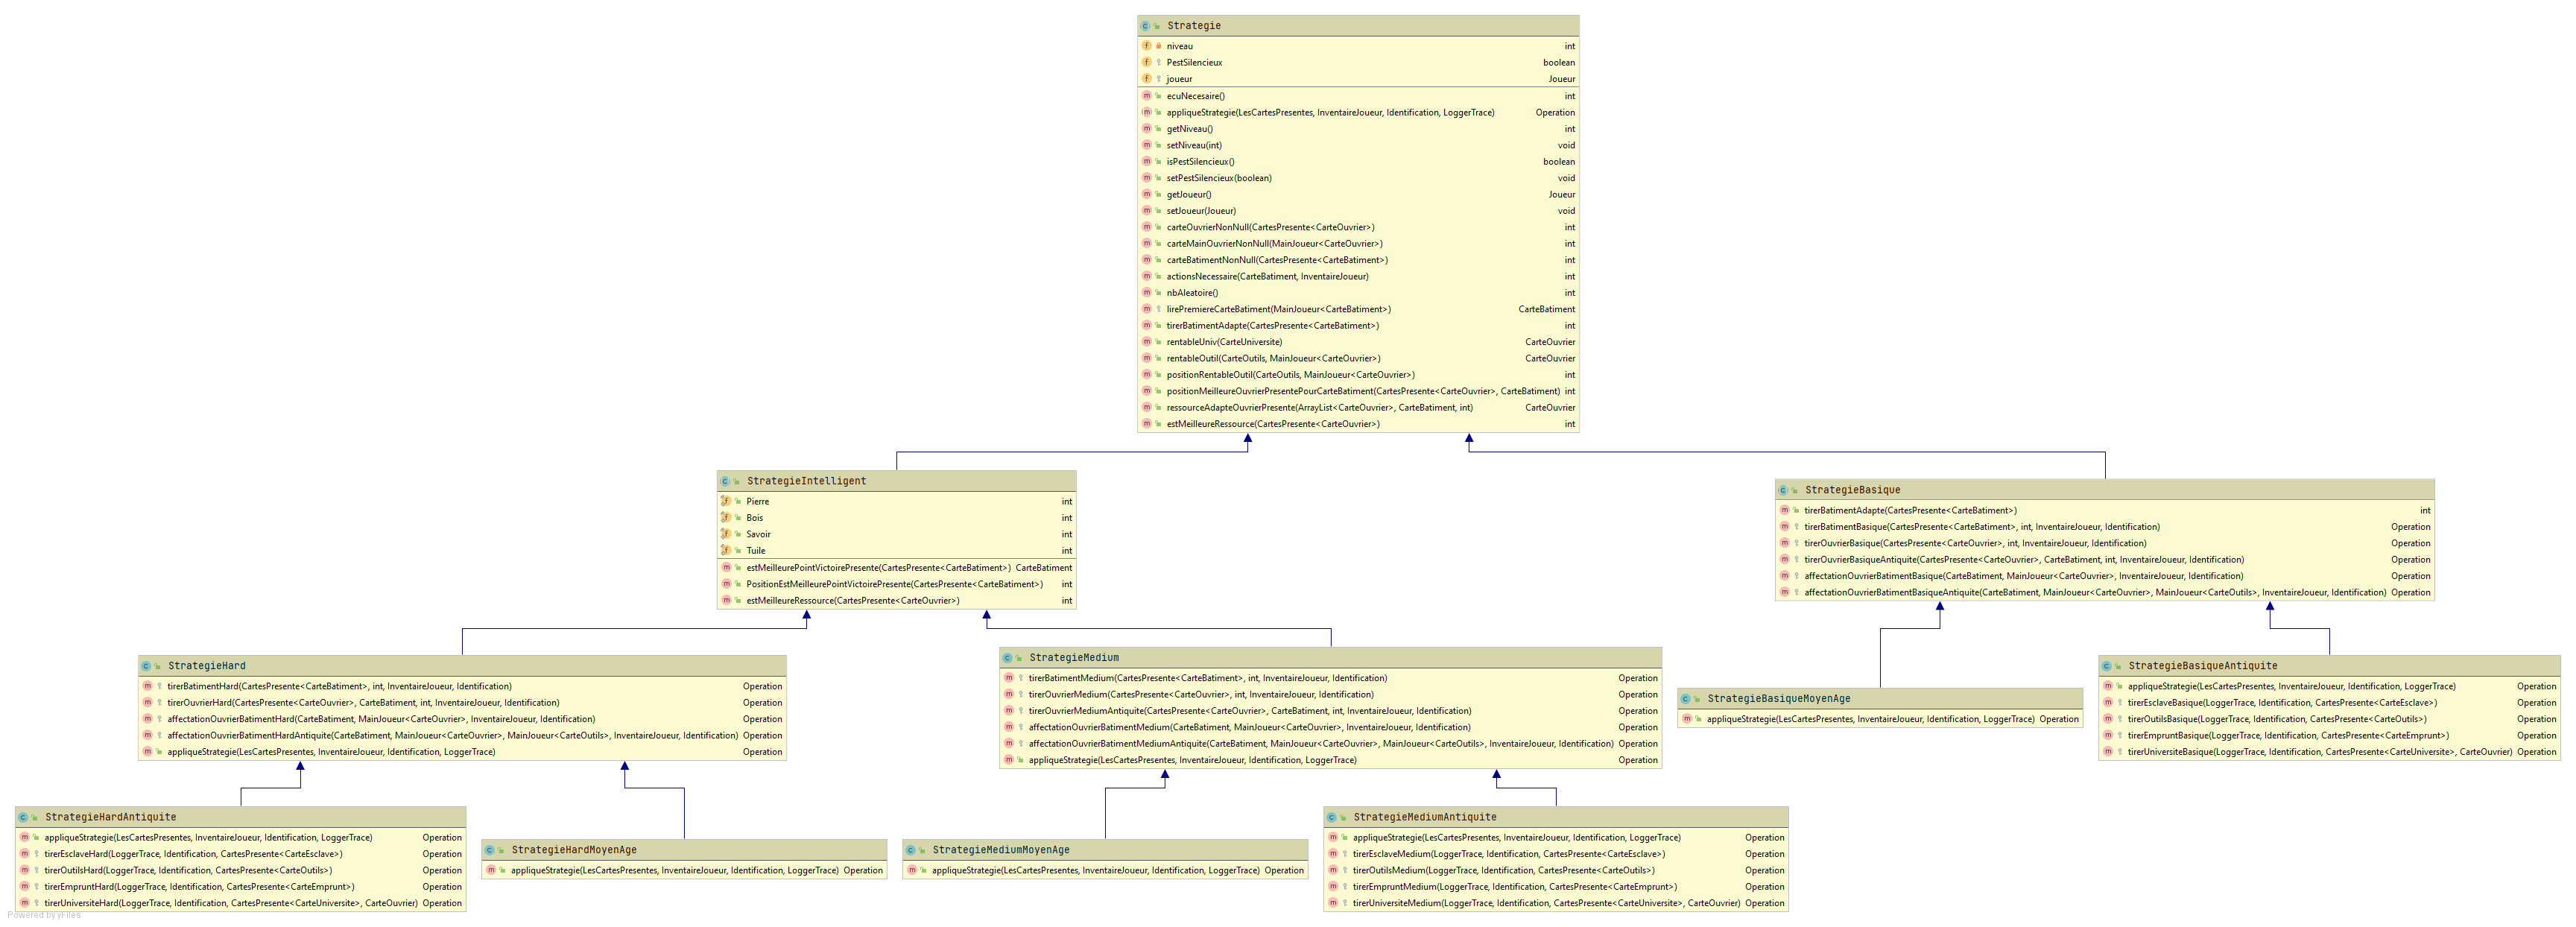 Strategie
niveau int
PestSilencieux boolean
joueur Joueur
ecuNecesaire() int
appliqueStrategie(LesCartesPresentes, InventaireJoueur, Identification, LoggerTrace) Operation
getNiveau() int
setNiveau(int) void
isPestSilencieux() boolean
setPestSilencieux(boolean) void
getJoueur() Joueur
setJoueur(Joueur) void
carteOuvrierNonNull(CartesPresente<CarteOuvrier>) int
carteMainOuvrierNonNull(MainJoueur<CarteOuvrier>) int
carteBatimentNonNull(CartesPresente<CarteBatiment>) int
actionsNecessaire(CarteBatiment, InventaireJoueur) int
nbAleatoire() int
lirePremiereCarteBatiment(MainJoueur<CarteBatiment>) CarteBatiment
tirerBatimentAdapte(CartesPresente<CarteBatiment>) int
rentableUniv(CarteUniversite) CarteOuvrier
rentableOutil(CarteOutils, MainJoueur<CarteOuvrier>) CarteOuvrier
positionRentableOutil(CarteOutils, MainJoueur<CarteOuvrier>) int
positionMeilleureOuvrierPresentePourCarteBatiment(CartesPresente<CarteOuvrier>, CarteBatiment) int
ressourceAdapteOuvrierPresente(ArrayList<CarteOuvrier>, CarteBatiment, int) CarteOuvrier
estMeilleureRessource(CartesPresente<CarteOuvrier>) int
StrategieIntelligent
Pierre int
Bois int
Savoir int
Tuile int
estMeilleurePointVictoirePresente(CartesPresente<CarteBatiment>) CarteBatiment
PositionEstMeilleurePointVictoirePresente(CartesPresente<CarteBatiment>) int
estMeilleureRessource(CartesPresente<CarteOuvrier>) int
StrategieBasique
tirerBatimentAdapte(CartesPresente<CarteBatiment>) int
tirerBatimentBasique(CartesPresente<CarteBatiment>, int, InventaireJoueur, Identification) Operation
tirerOuvrierBasique(CartesPresente<CarteOuvrier>, int, InventaireJoueur, Identification) Operation
tirerOuvrierBasiqueAntiquite(CartesPresente<CarteOuvrier>, CarteBatiment, int, InventaireJoueur, Identification) Operation
affectationOuvrierBatimentBasique(CarteBatiment, MainJoueur<CarteOuvrier>, InventaireJoueur, Identification) Operation
affectationOuvrierBatimentBasiqueAntiquite(CarteBatiment, MainJoueur<CarteOuvrier>, MainJoueur<CarteOutils>, InventaireJoueur, Identification) Operation
StrategieHard
tirerBatimentHard(CartesPresente<CarteBatiment>, int, InventaireJoueur, Identification) Operation
tirerOuvrierHard(CartesPresente<CarteOuvrier>, CarteBatiment, int, InventaireJoueur, Identification) Operation
affectationOuvrierBatimentHard(CarteBatiment, MainJoueur<CarteOuvrier>, InventaireJoueur, Identification) Operation
affectationOuvrierBatimentHardAntiquite(CarteBatiment, MainJoueur<CarteOuvrier>, MainJoueur<CarteOutils>, InventaireJoueur, Identification) Operation
appliqueStrategie(LesCartesPresentes, InventaireJoueur, Identification, LoggerTrace) Operation
StrategieMedium
tirerBatimentMedium(CartesPresente<CarteBatiment>, int, InventaireJoueur, Identification) Operation
tirerOuvrierMedium(CartesPresente<CarteOuvrier>, int, InventaireJoueur, Identification) Operation
tirerOuvrierMediumAntiquite(CartesPresente<CarteOuvrier>, CarteBatiment, int, InventaireJoueur, Identification) Operation
affectationOuvrierBatimentMedium(CarteBatiment, MainJoueur<CarteOuvrier>, InventaireJoueur, Identification) Operation
affectationOuvrierBatimentMediumAntiquite(CarteBatiment, MainJoueur<CarteOuvrier>, MainJoueur<CarteOutils>, InventaireJoueur, Identification) Operation
appliqueStrategie(LesCartesPresentes, InventaireJoueur, Identification, LoggerTrace) Operation
StrategieBasiqueMoyenAge
appliqueStrategie(LesCartesPresentes, InventaireJoueur, Identification, LoggerTrace) Operation
StrategieBasiqueAntiquite
appliqueStrategie(LesCartesPresentes, InventaireJoueur, Identification, LoggerTrace) Operation
tirerEsclaveBasique(LoggerTrace, Identification, CartesPresente<CarteEsclave>) Operation
tirerOutilsBasique(LoggerTrace, Identification, CartesPresente<CarteOutils>) Operation
tirerEmpruntBasique(LoggerTrace, Identification, CartesPresente<CarteEmprunt>) Operation
tirerUniversiteBasique(LoggerTrace, Identification, CartesPresente<CarteUniversite>, CarteOuvrier) Operation
StrategieHardAntiquite
appliqueStrategie(LesCartesPresentes, InventaireJoueur, Identification, LoggerTrace) Operation
tirerEsclaveHard(LoggerTrace, Identification, CartesPresente<CarteEsclave>) Operation
tirerOutilsHard(LoggerTrace, Identification, CartesPresente<CarteOutils>) Operation
tirerEmpruntHard(LoggerTrace, Identification, CartesPresente<CarteEmprunt>) Operation
tirerUniversiteHard(LoggerTrace, Identification, CartesPresente<CarteUniversite>, CarteOuvrier) Operation
StrategieHardMoyenAge
appliqueStrategie(LesCartesPresentes, InventaireJoueur, Identification, LoggerTrace) Operation
StrategieMediumMoyenAge
appliqueStrategie(LesCartesPresentes, InventaireJoueur, Identification, LoggerTrace) Operation
StrategieMediumAntiquite
appliqueStrategie(LesCartesPresentes, InventaireJoueur, Identification, LoggerTrace) Operation
tirerEsclaveMedium(LoggerTrace, Identification, CartesPresente<CarteEsclave>) Operation
tirerOutilsMedium(LoggerTrace, Identification, CartesPresente<CarteOutils>) Operation
tirerEmpruntMedium(LoggerTrace, Identification, CartesPresente<CarteEmprunt>) Operation
tirerUniversiteMedium(LoggerTrace, Identification, CartesPresente<CarteUniversite>, CarteOuvrier) Operation
Powered by yFiles